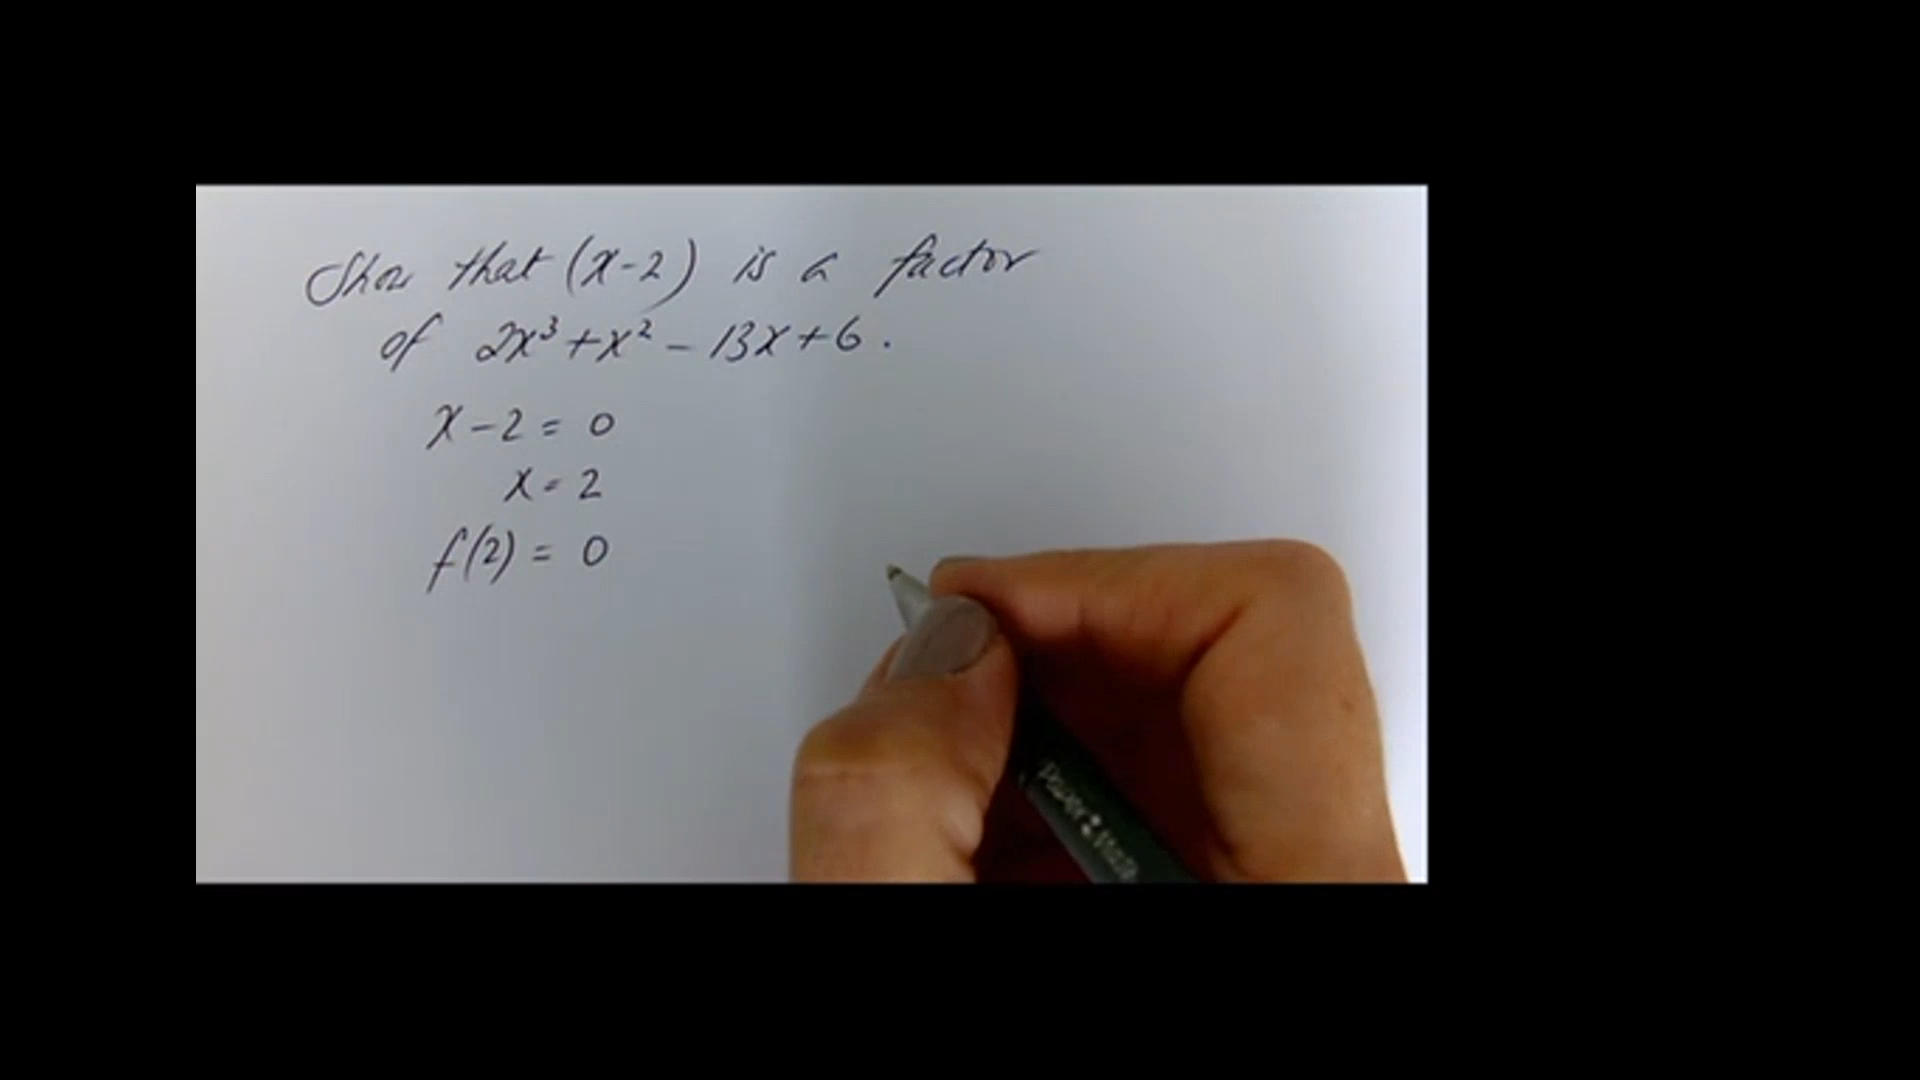 Show that (x-2) is a factor
of 2x³+x²-13x+6.
x-2=0
x=2
f(2)=0